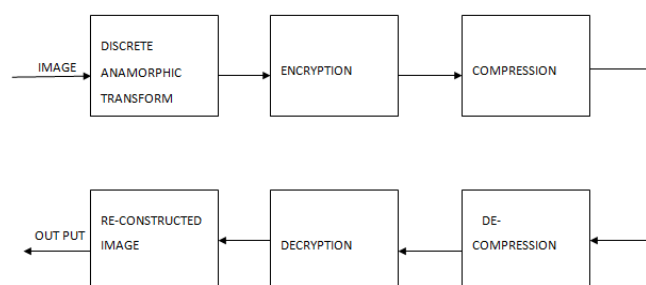 IMAGE
DISCRETE
ANAMORPHIC
TRANSFORM
ENCRYPTION
COMPRESSION
OUT PUT
RE-CONSTRUCTED
IMAGE
DECRYPTION
DE-
COMPRESSION